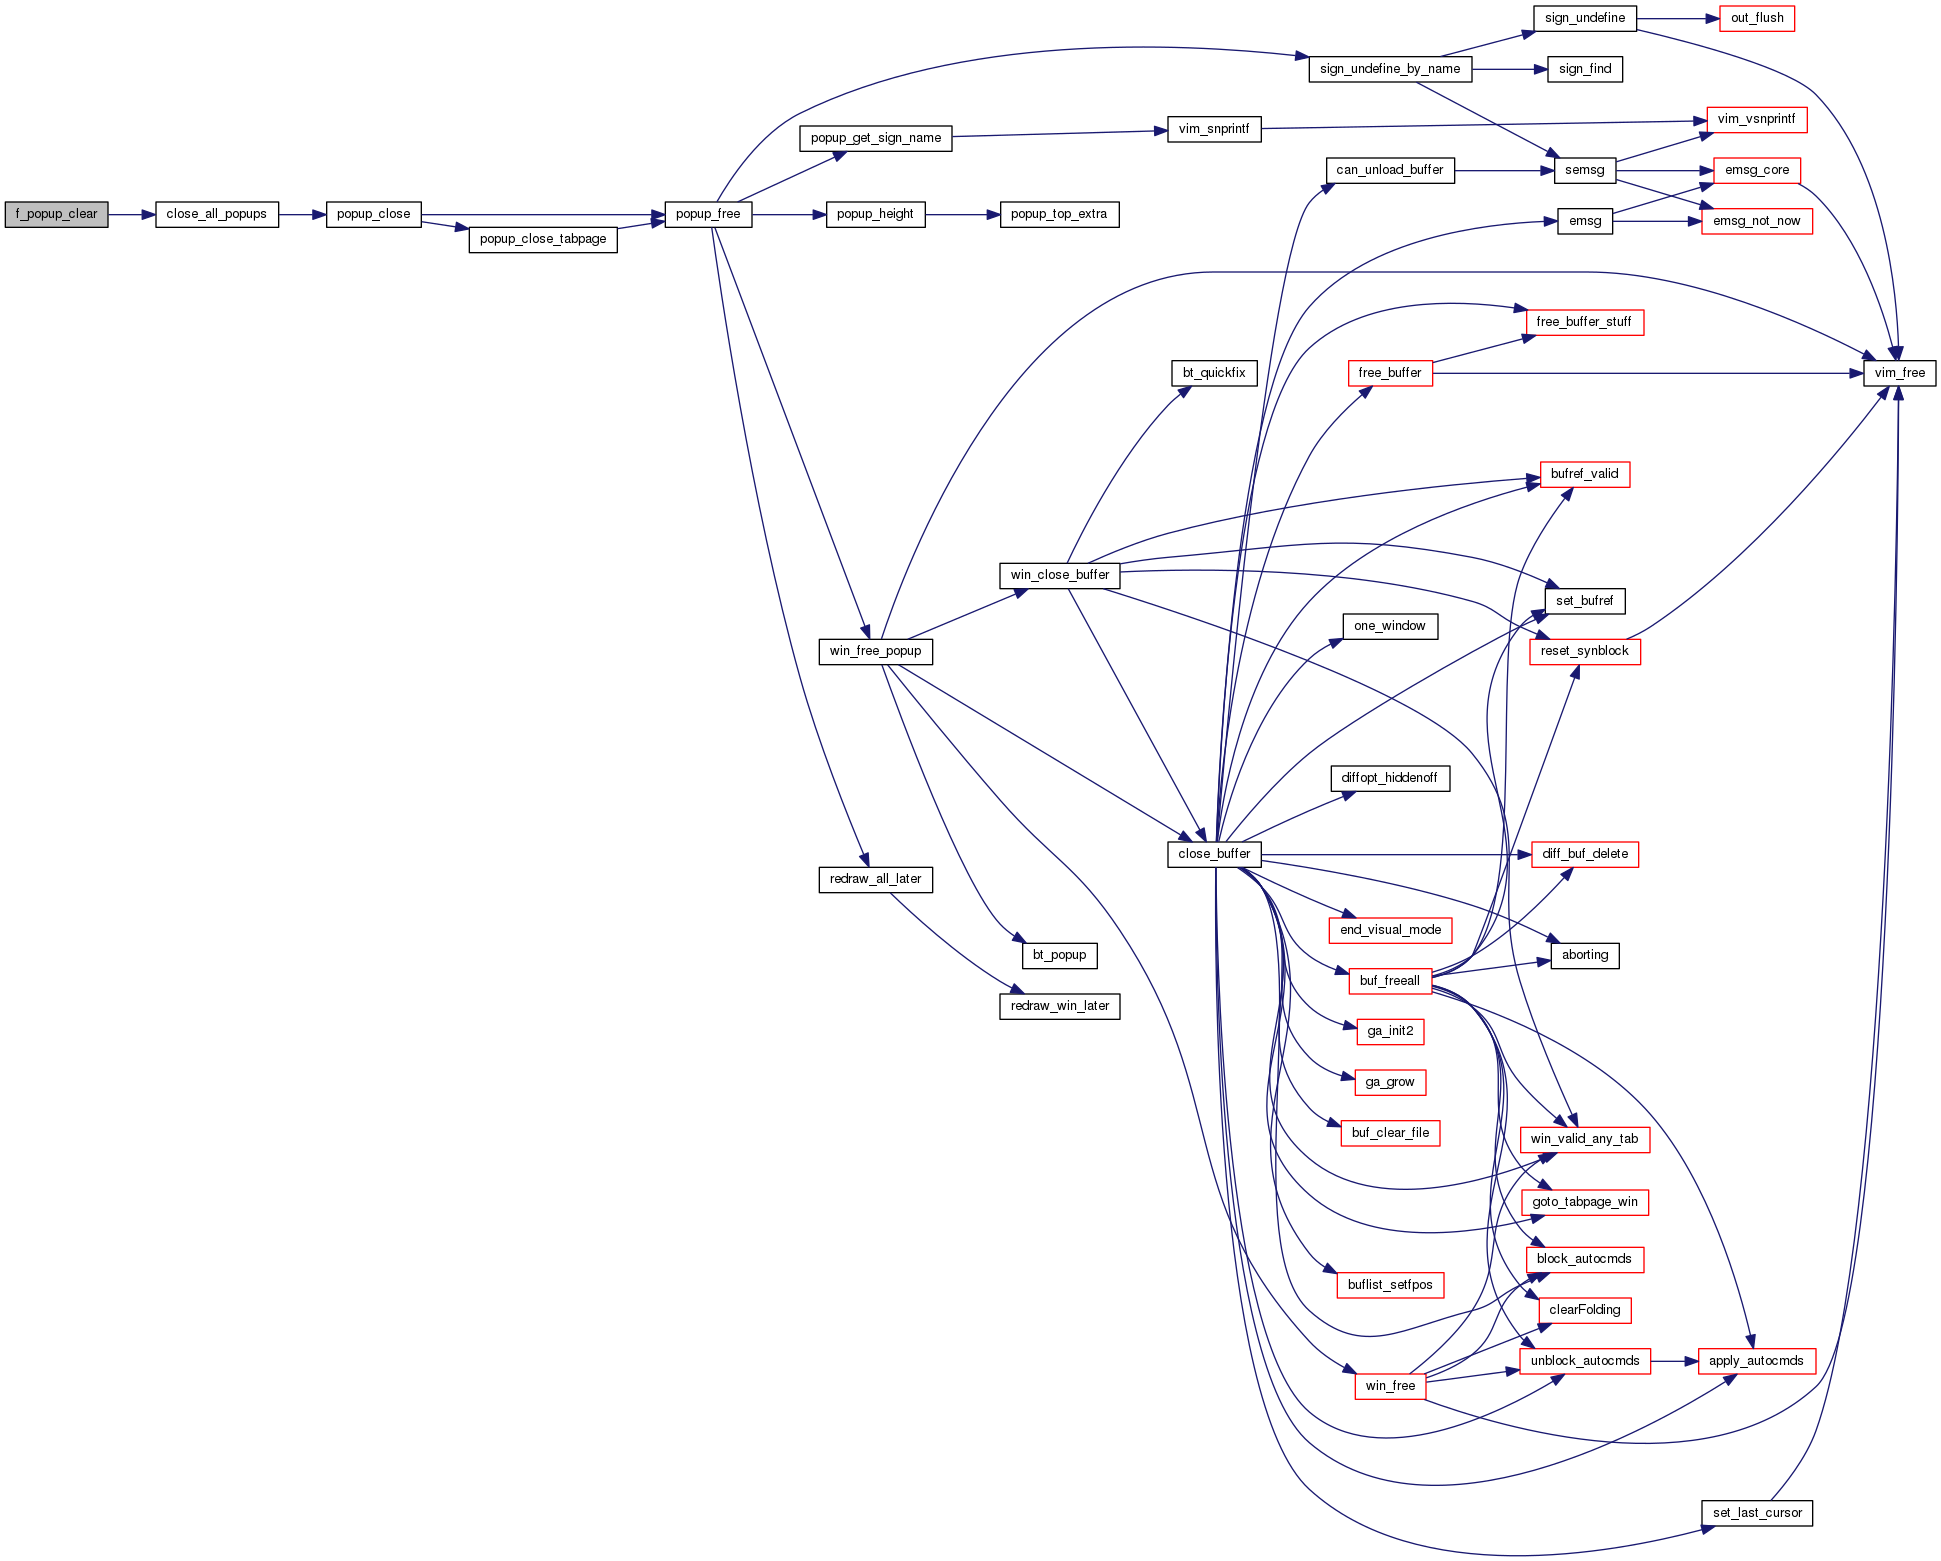 sign_undefine
out_flush
sign_undefine_by_name
sign_find
vim_vsnprintf
popup_get_sign_name
vim_snprintf
can_unload_buffer
semsg
emsg_core
f_popup_clear
close_all_popups
popup_close
popup_free
popup_height
popup_top_extra
emsg
emsg_not_now
popup_close_tabpage
free_buffer_stuff
bt_quickfix
free_buffer
vim_free
bufref_valid
win_close_buffer
set_bufref
one_window
win_free_popup
reset_synblock
diffopt_hiddenoff
close_buffer
diff_buf_delete
redraw_all_later
end_visual_mode
bt_popup
aborting
buf_freeall
redraw_win_later
ga_init2
ga_grow
buf_clear_file
win_valid_any_tab
goto_tabpage_win
block_autocmds
buflist_setfpos
clearFolding
unblock_autocmds
apply_autocmds
win_free
set_last_cursor